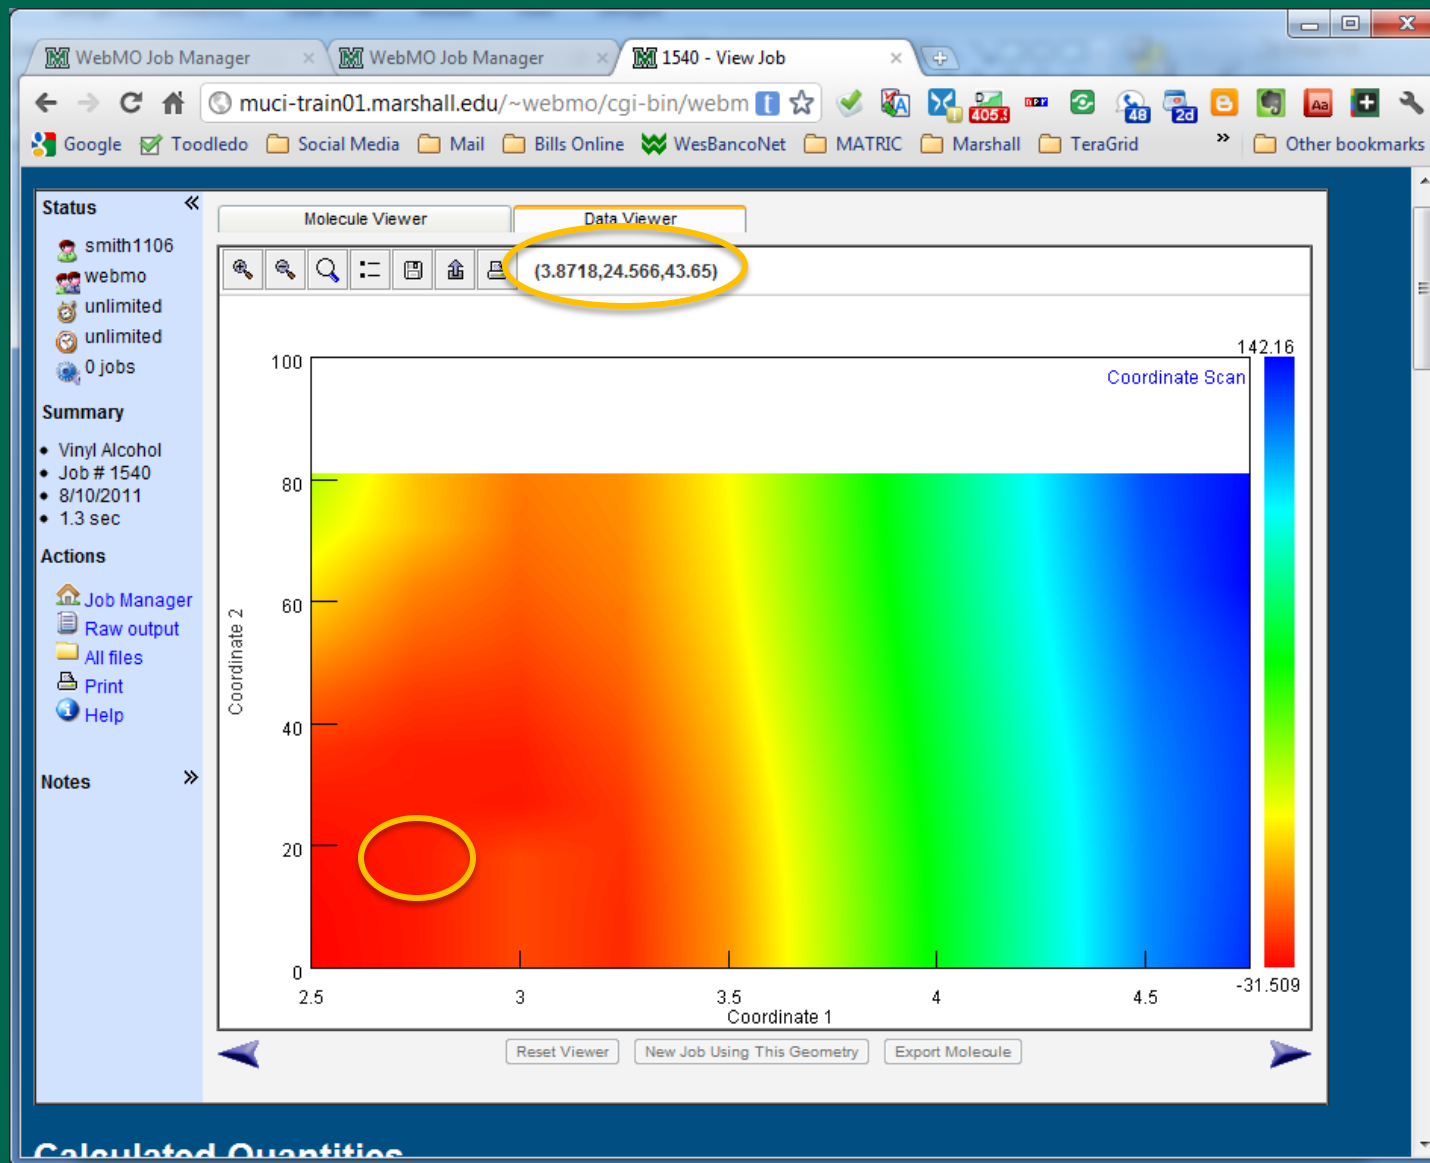 WebMO Job Manager
WebMO Job Manager
1540 - View Job
muci-train01.marshall.edu/~webmo/cgi-bin/webm
Google
Toodledo
Social Media
Mail
Bills Online
WesBancoNet
MATRIC
Marshall
TeraGrid
Other bookmarks
Status
smith1106
webmo
unlimited
unlimited
0 jobs
Summary
Vinyl Alcohol
Job # 1540
8/10/2011
1.3 sec
Actions
Job Manager
Raw output
All files
Print
Help
Notes
Molecule Viewer
Data Viewer
(3.8718,24.566,43.65)
142.16
Coordinate Scan
100
80
60
40
20
0
Coordinate 2
2.5
3
3.5
4
4.5
-31.509
Coordinate 1
Reset Viewer
New Job Using This Geometry
Export Molecule
Calculated Quantities